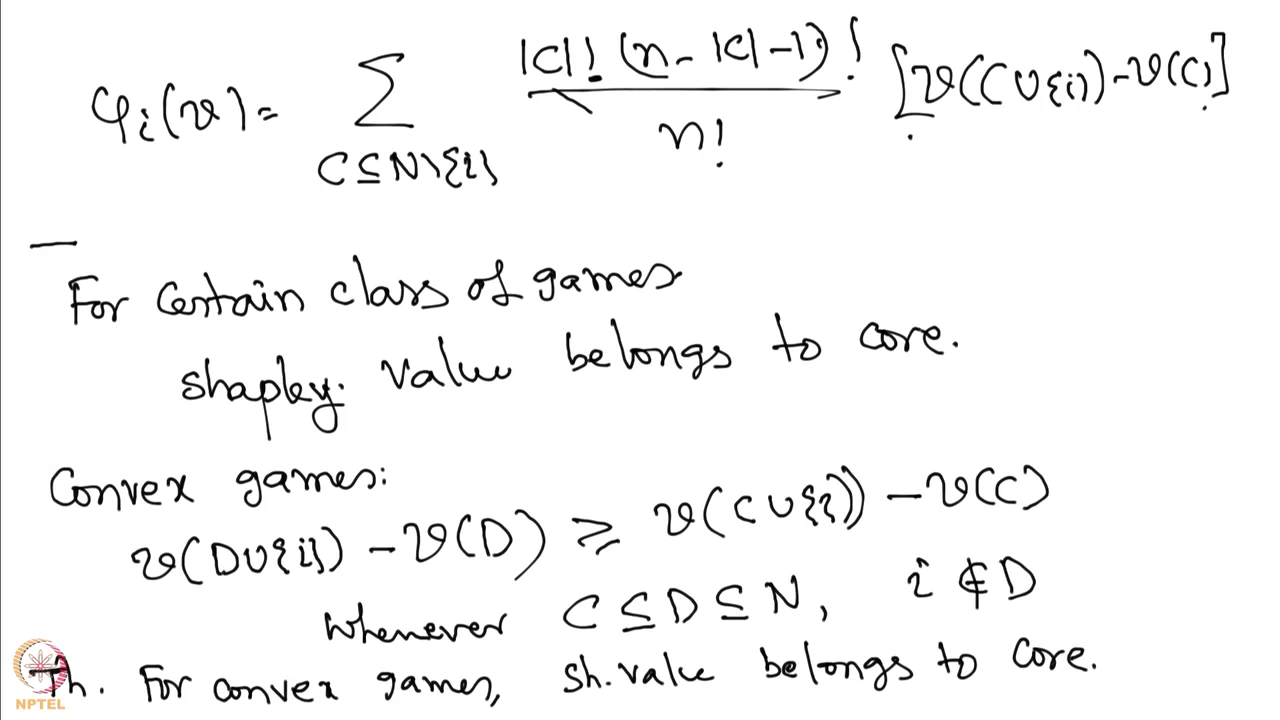 φᵢ(v) = Σ_{C ⊆ N\{i}} |C|! (n - |C| - 1)! / n! [v(C ∪ {i}) - v(C)]
For certain class of games
shapley value belongs to core.
Convex games:
v(D ∪ {i}) - v(D) ≥ v(C ∪ {i}) - v(C)
whenever C ⊆ D ⊆ N, i ∉ D
Th. For convex games, sh. value belongs to core.
NPTEL